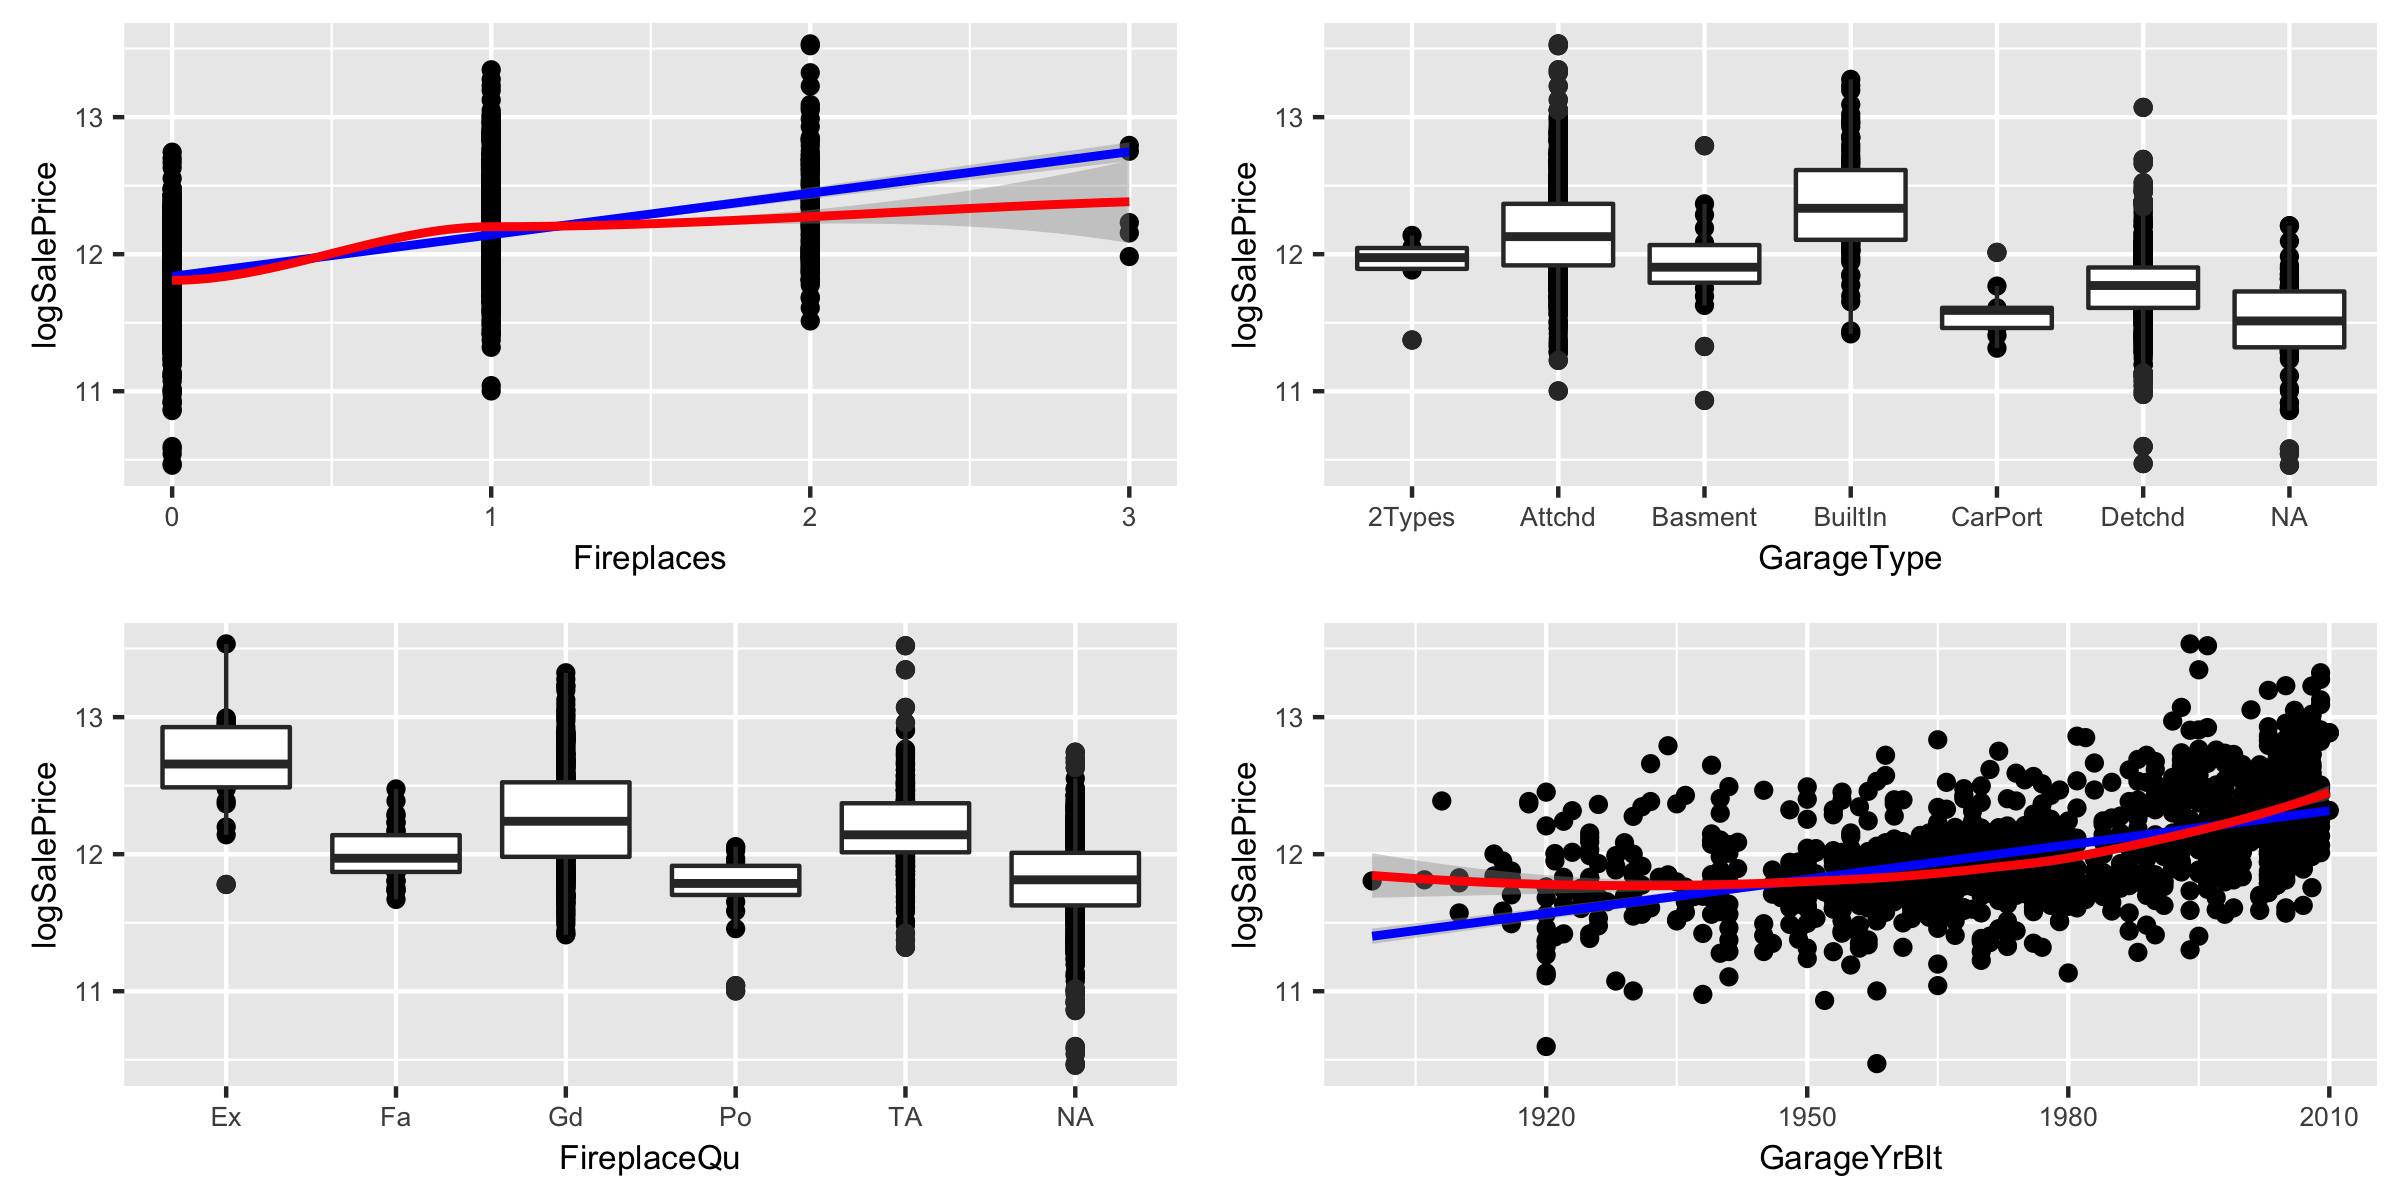 logSalePrice
13
12
11
0 1 2 3
Fireplaces
logSalePrice
13
12
11
2Types Attchd Basment BuiltIn CarPort Detchd NA
GarageType
logSalePrice
13
12
11
Ex Fa Gd Po TA NA
FireplaceQu
logSalePrice
13
12
11
1920 1950 1980 2010
GarageYrBlt